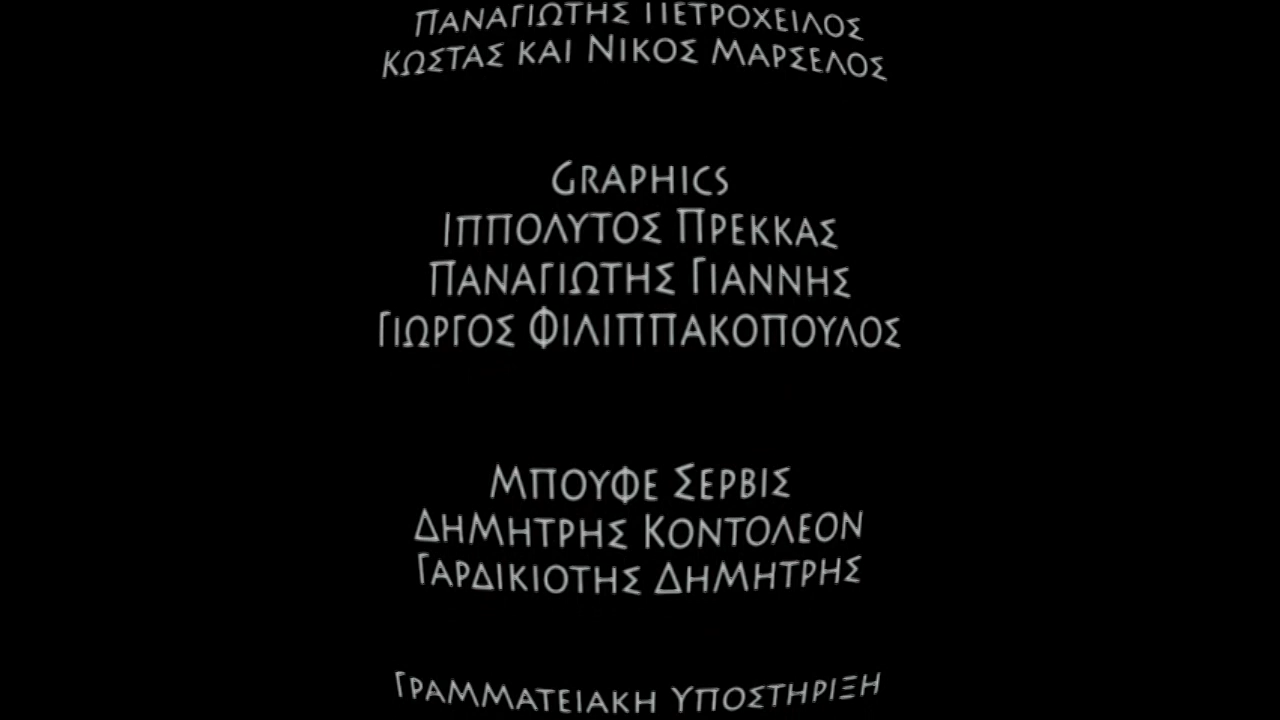 Παναγιωτης Πετροχειλος
Κωστας και Νικος Μαρσελος
Graphics
Ιππολυτος Πρεκκας
Παναγιωτης Γιαννης
Γιωργος Φιλιππακοπουλος
Μπουφε Σερβις
Δημητρης Κοντολεον
Γαρδικιοτης Δημητρης
Γραμματειακη Υποστηριξη